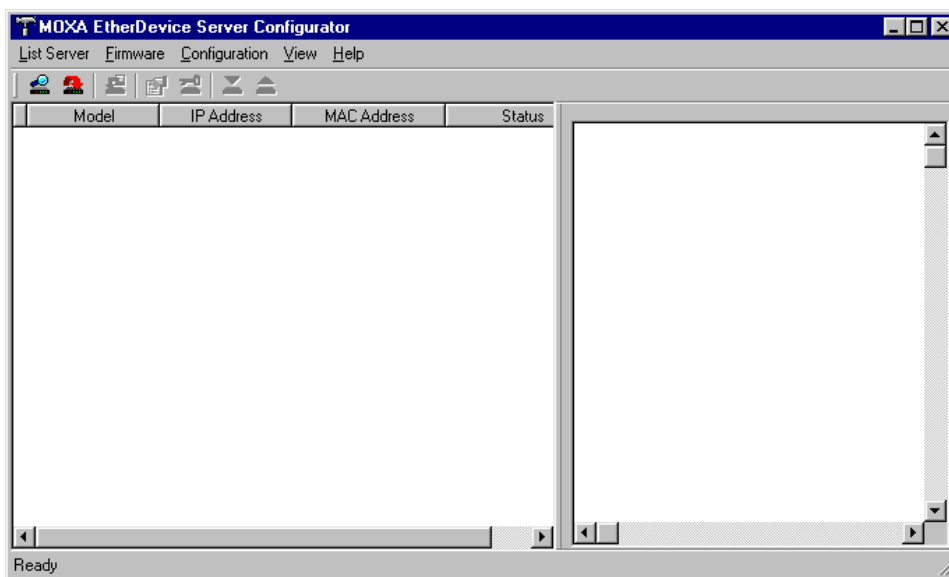 MOXA EtherDevice Server Configurator
List Server Firmware Configuration View Help
Model IP Address MAC Address Status
Ready